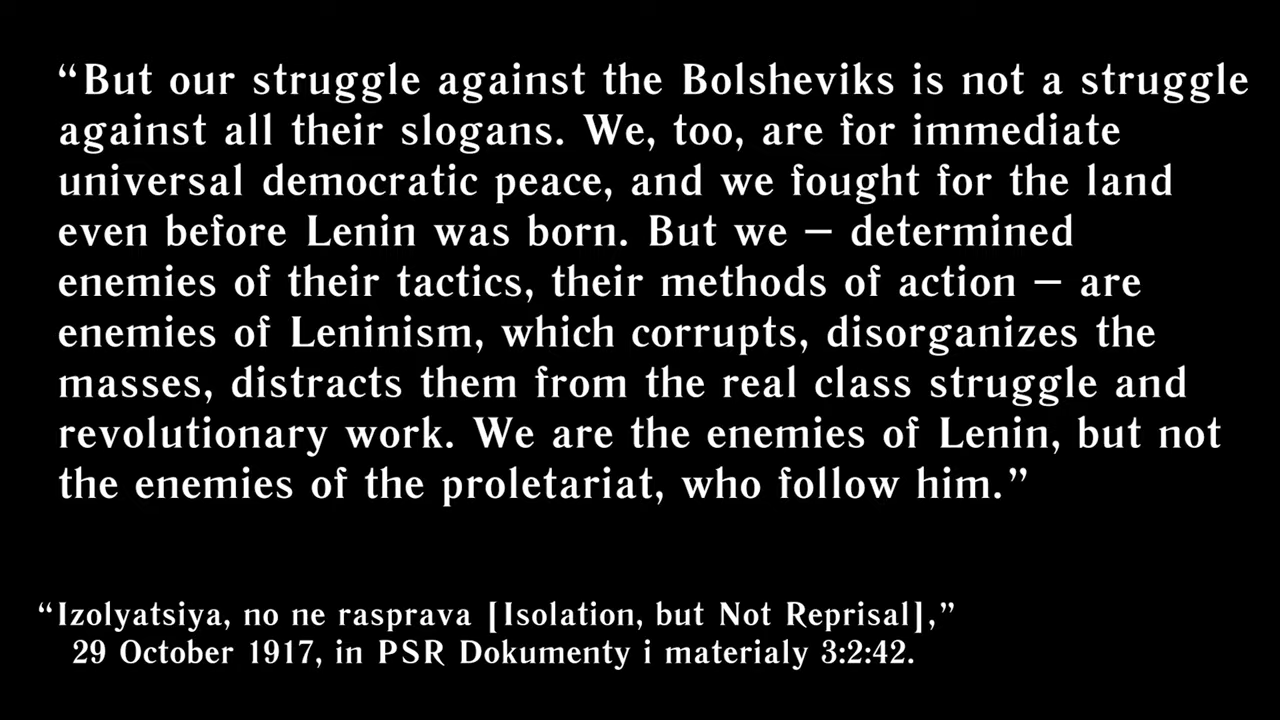 “But our struggle against the Bolsheviks is not a struggle
against all their slogans. We, too, are for immediate
universal democratic peace, and we fought for the land
even before Lenin was born. But we – determined
enemies of their tactics, their methods of action – are
enemies of Leninism, which corrupts, disorganizes the
masses, distracts them from the real class struggle and
revolutionary work. We are the enemies of Lenin, but not
the enemies of the proletariat, who follow him.”
“Izolyatsiya, no ne rasprava [Isolation, but Not Reprisal],”
29 October 1917, in PSR Dokumenty i materialy 3:2:42.